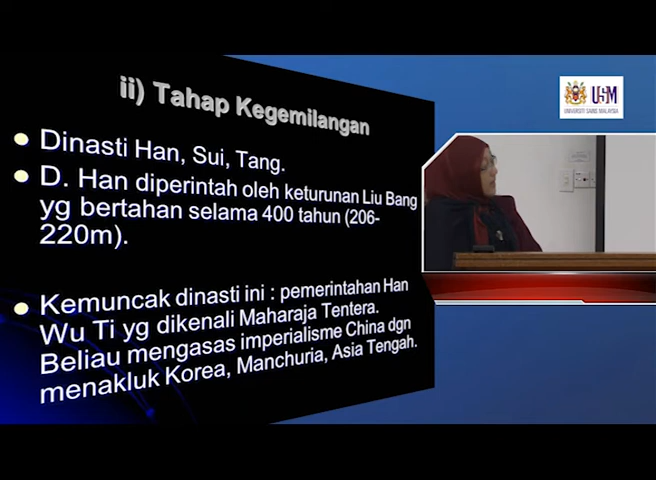 ii) Tahap Kegemilangan
Dinasti Han, Sui, Tang.
D. Han diperintah oleh keturunan Liu Bang
yg bertahan selama 400 tahun (206-
220m).
Kemuncak dinasti ini : pemerintahan Han
Wu Ti yg dikenali Maharaja Tentera.
Beliau mengasas imperialisme China dgn
menakluk Korea, Manchuria, Asia Tengah.
USM
UNIVERSITI SAINS MALAYSIA